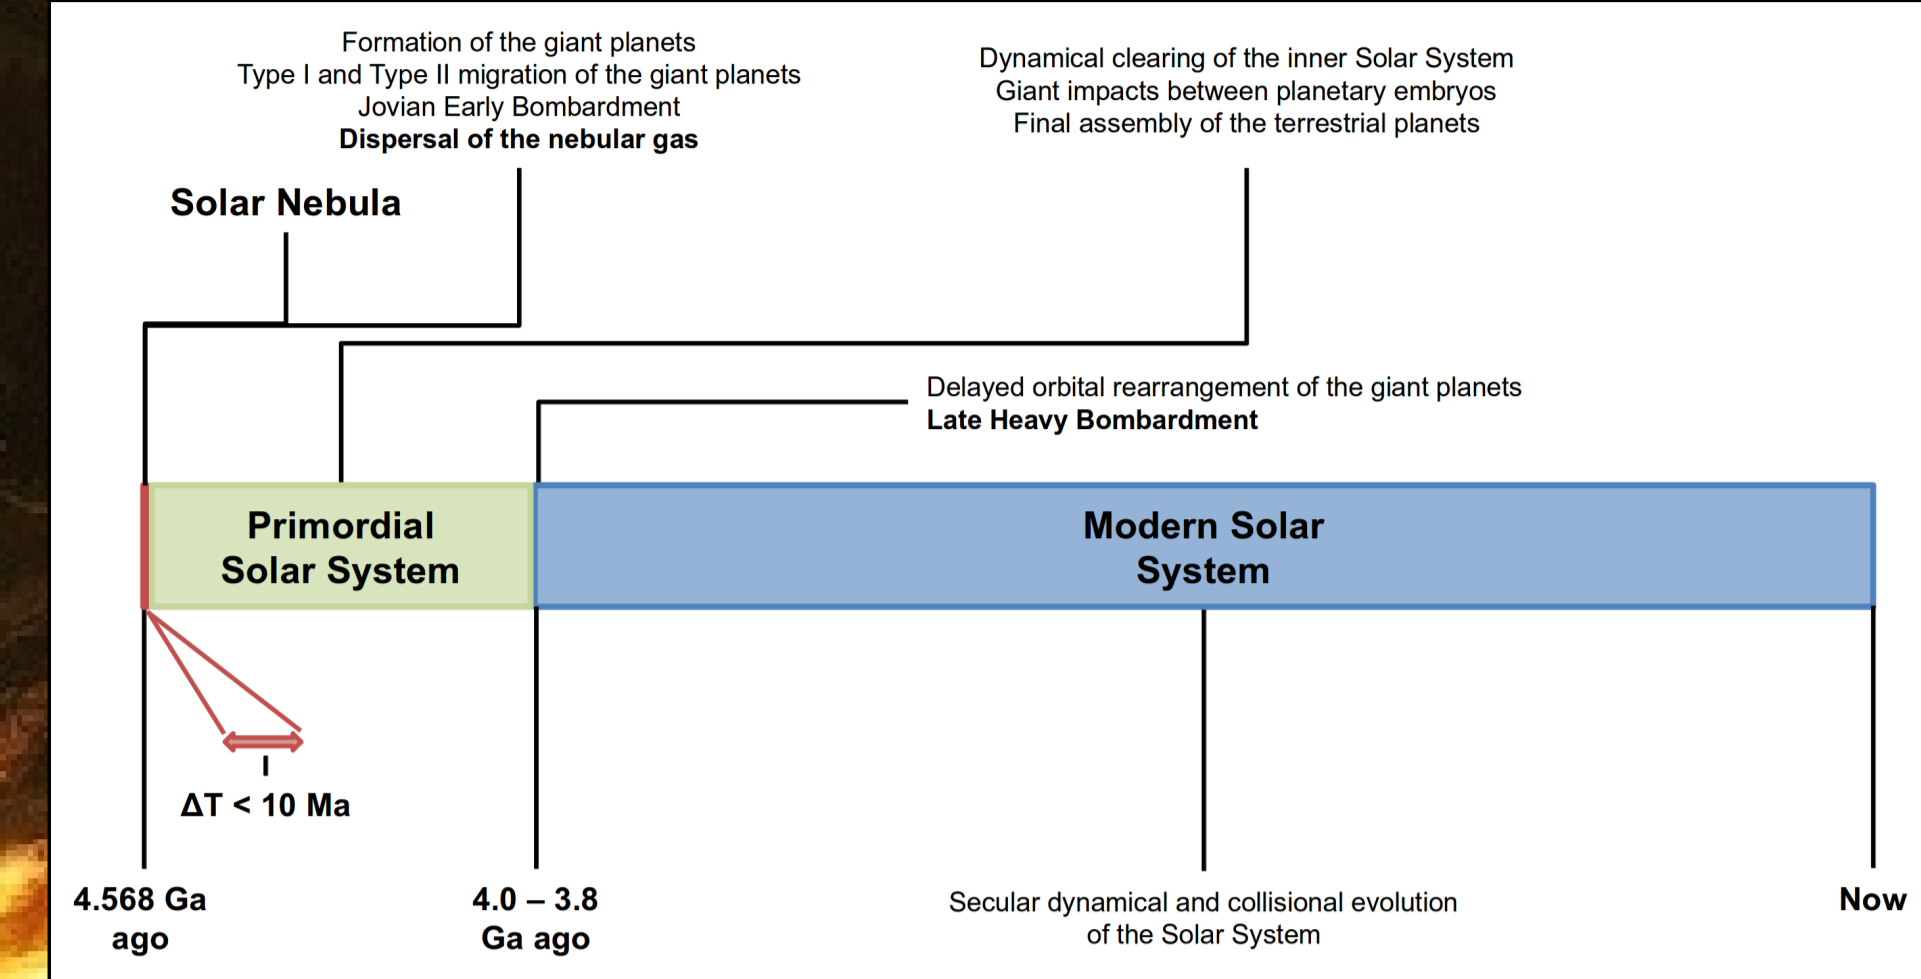 Formation of the giant planets
Type I and Type II migration of the giant planets
Jovian Early Bombardment
Dispersal of the nebular gas
Dynamical clearing of the inner Solar System
Giant impacts between planetary embryos
Final assembly of the terrestrial planets
Solar Nebula
Delayed orbital rearrangement of the giant planets
Late Heavy Bombardment
Primordial
Solar System
Modern Solar
System
ΔT < 10 Ma
4.568 Ga
ago
4.0 – 3.8
Ga ago
Secular dynamical and collisional evolution
of the Solar System
Now